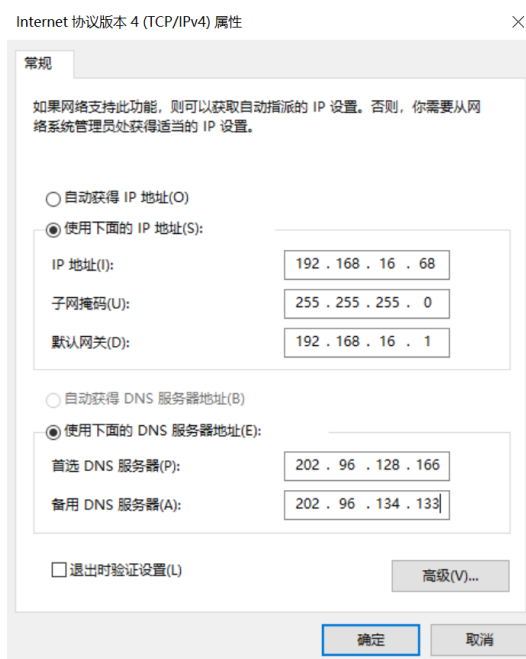 Internet 协议版本 4 (TCP/IPv4) 属性
常规
如果网络支持此功能，则可以获取自动指派的 IP 设置。否则，你需要从网
络系统管理员处获得适当的 IP 设置。
自动获得 IP 地址(O)
使用下面的 IP 地址(S):
IP 地址(I): 192 . 168 . 16 . 68
子网掩码(U): 255 . 255 . 255 . 0
默认网关(D): 192 . 168 . 16 . 1
自动获得 DNS 服务器地址(B)
使用下面的 DNS 服务器地址(E):
首选 DNS 服务器(P): 202 . 96 . 128 . 166
备用 DNS 服务器(A): 202 . 96 . 134 . 133
退出时验证设置(L)
高级(V)...
确定 取消